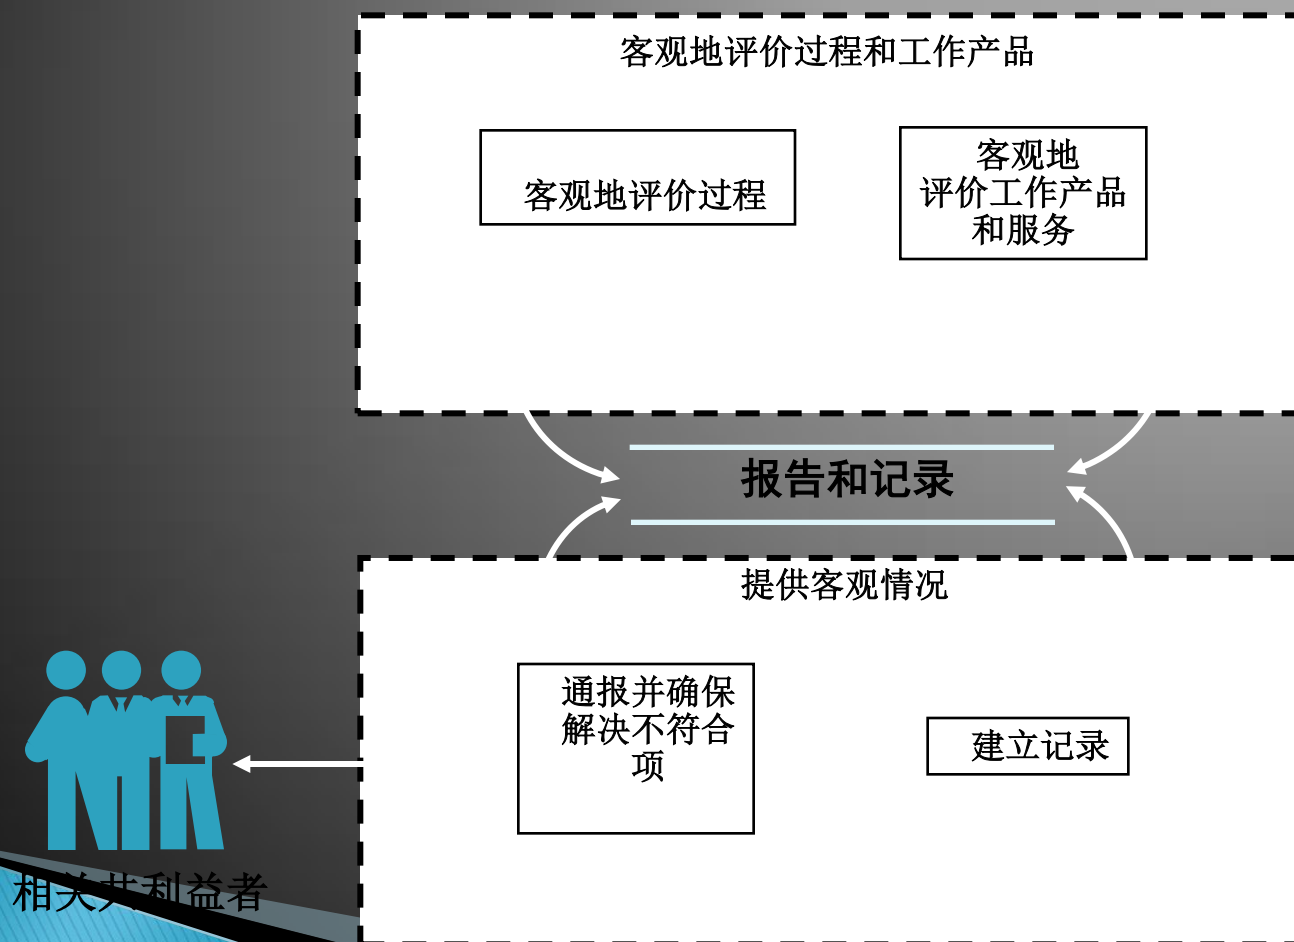 客观地评价过程和工作产品
客观地评价过程
客观地
评价工作产品
和服务
报告和记录
提供客观情况
通报并确保
解决不符合
项
建立记录
相关共利益者